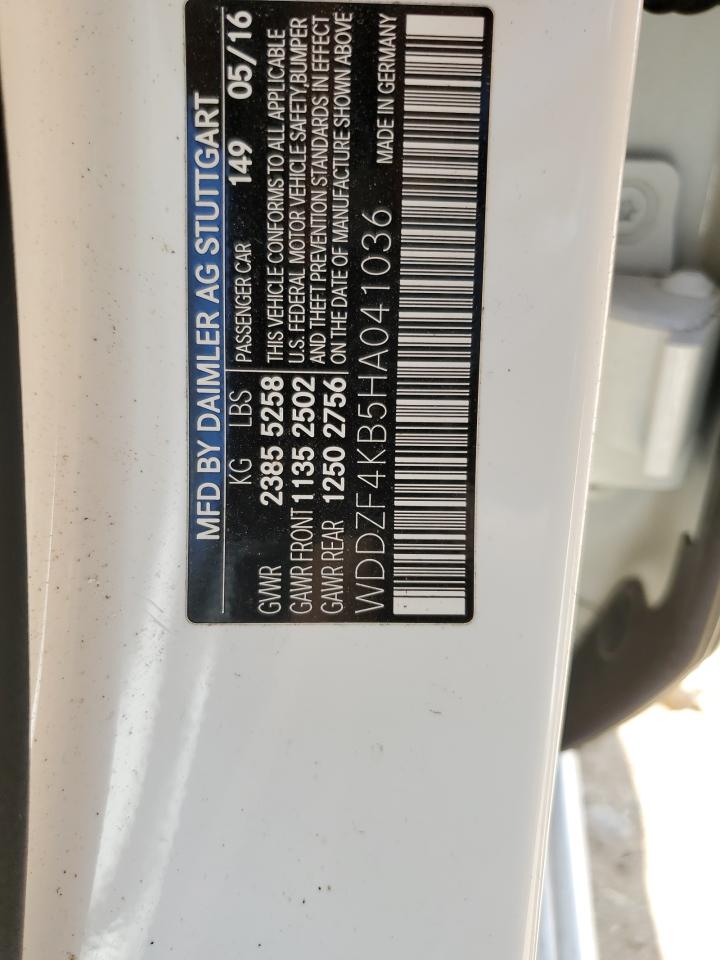 MFD BY DAIMLER AG STUTTGART
KG LBS PASSENGER CAR 149 05/16
GVWR 2385 5258 THIS VEHICLE CONFORMS TO ALL APPLICABLE
GAWR FRONT 1135 2502 U.S. FEDERAL MOTOR VEHICLE SAFETY, BUMPER
GAWR REAR 1250 2756 AND THEFT PREVENTION STANDARDS IN EFFECT
ON THE DATE OF MANUFACTURE SHOWN ABOVE
WDDZF4KB5HA041036 MADE IN GERMANY